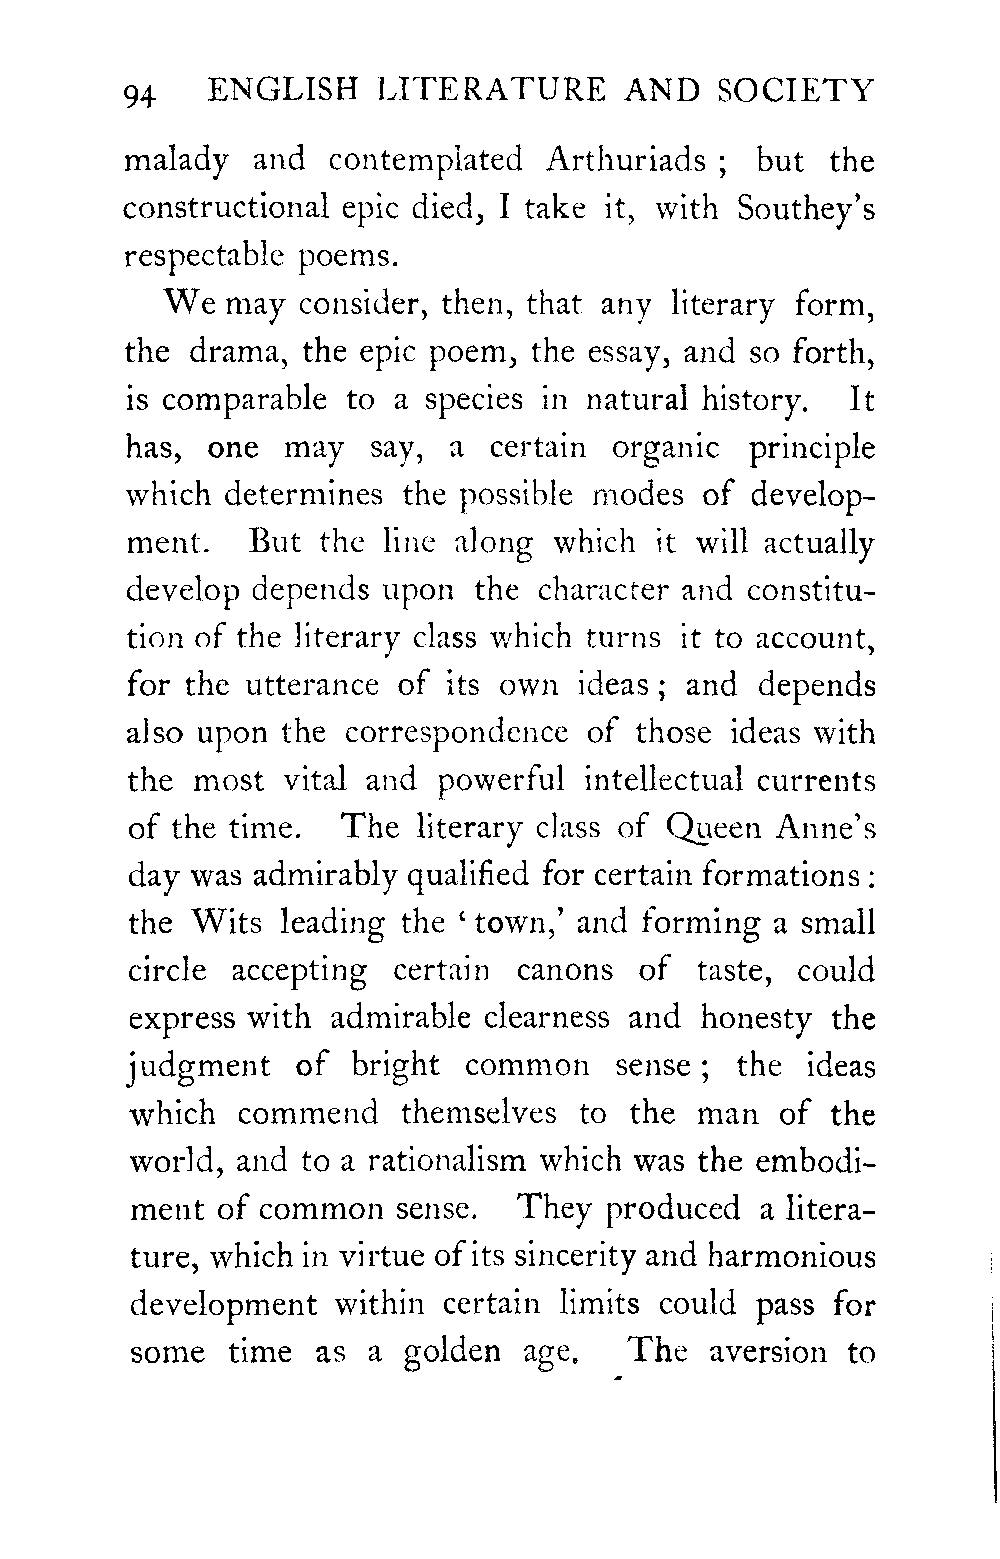 94 ENGLISH LITERATURE AND SOCIETY
malady and contemplated Arthuriads ; but the
constructional epic died, I take it, with Southey's
respectable poems.
We may consider, then, that any literary form,
the drama, the epic poem, the essay, and so forth,
is comparable to a species in natural history. It
has, one may say, a certain organic principle
which determines the possible modes of develop-
ment. But the line along which it will actually
develop depends upon the character and constitu-
tion of the literary class which turns it to account,
for the utterance of its own ideas ; and depends
also upon the correspondence of those ideas with
the most vital and powerful intellectual currents
of the time. The literary class of Queen Anne's
day was admirably qualified for certain formations :
the Wits leading the ‘ town,’ and forming a small
circle accepting certain canons of taste, could
express with admirable clearness and honesty the
judgment of bright common sense ; the ideas
which commend themselves to the man of the
world, and to a rationalism which was the embodi-
ment of common sense. They produced a litera-
ture, which in virtue of its sincerity and harmonious
development within certain limits could pass for
some time as a golden age. The aversion to